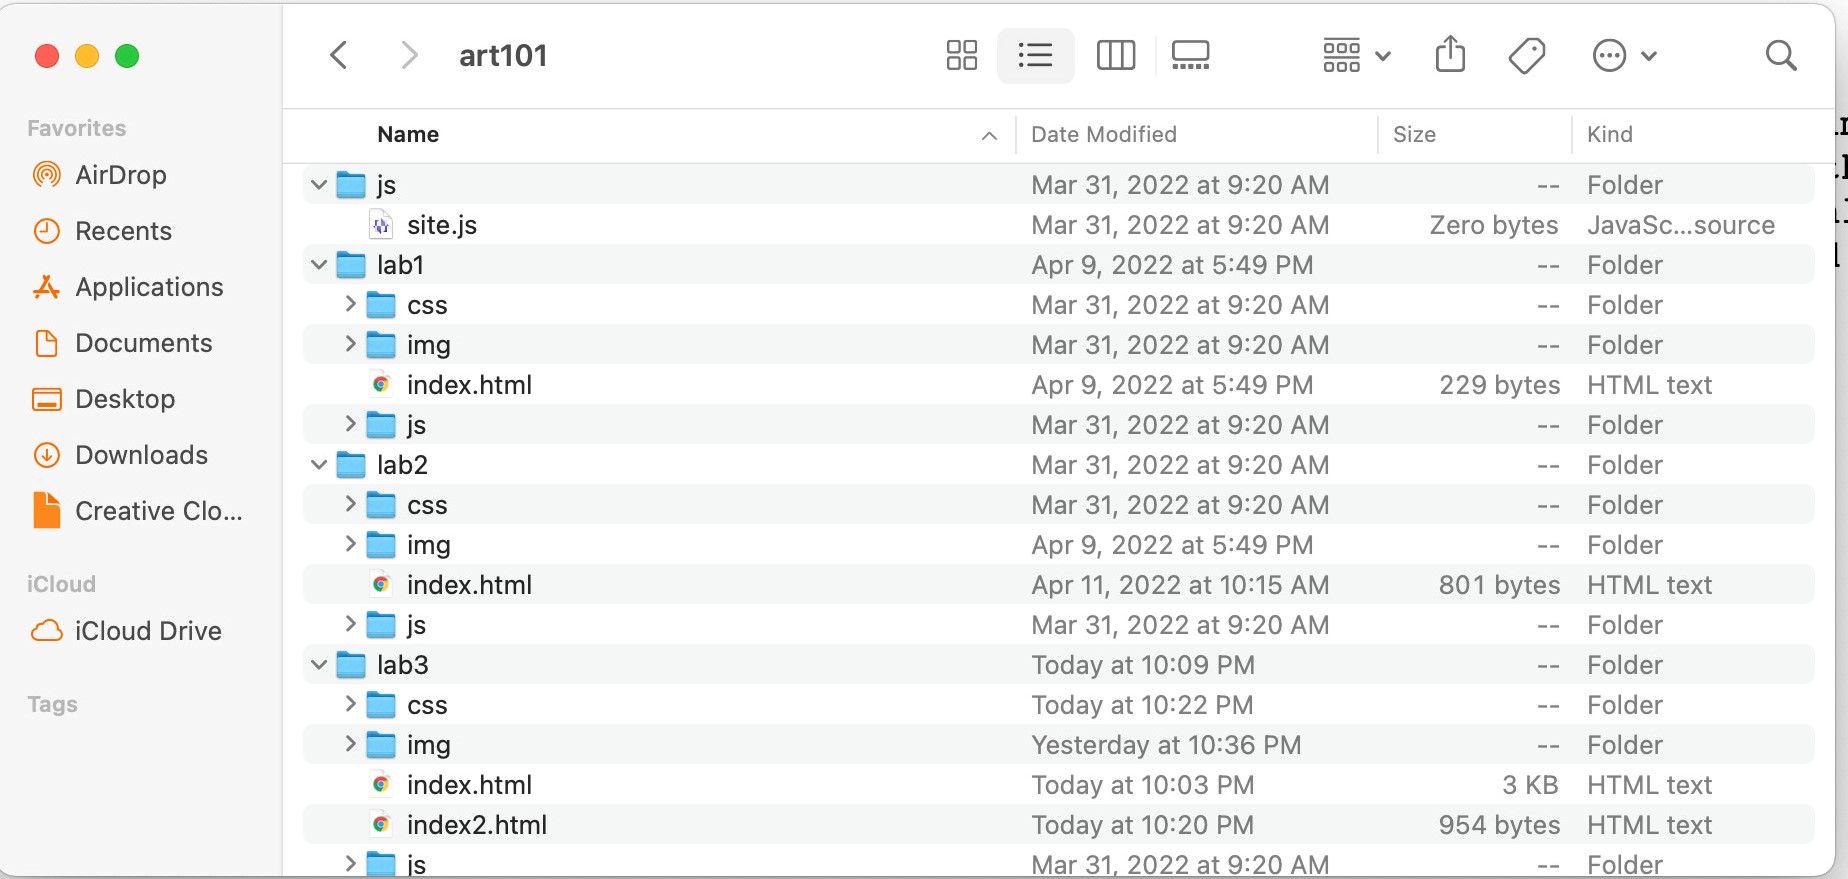 art101
Favorites
AirDrop
Recents
Applications
Documents
Desktop
Downloads
Creative Clo...
iCloud
iCloud Drive
Tags
Name Date Modified Size Kind
js Mar 31, 2022 at 9:20 AM -- Folder
site.js Mar 31, 2022 at 9:20 AM Zero bytes JavaSc...source
lab1 Apr 9, 2022 at 5:49 PM -- Folder
css Mar 31, 2022 at 9:20 AM -- Folder
img Mar 31, 2022 at 9:20 AM -- Folder
index.html Apr 9, 2022 at 5:49 PM 229 bytes HTML text
js Mar 31, 2022 at 9:20 AM -- Folder
lab2 Mar 31, 2022 at 9:20 AM -- Folder
css Mar 31, 2022 at 9:20 AM -- Folder
img Apr 9, 2022 at 5:49 PM -- Folder
index.html Apr 11, 2022 at 10:15 AM 801 bytes HTML text
js Mar 31, 2022 at 9:20 AM -- Folder
lab3 Today at 10:09 PM -- Folder
css Today at 10:22 PM -- Folder
img Yesterday at 10:36 PM -- Folder
index.html Today at 10:03 PM 3 KB HTML text
index2.html Today at 10:20 PM 954 bytes HTML text
js Mar 31, 2022 at 9:20 AM -- Folder